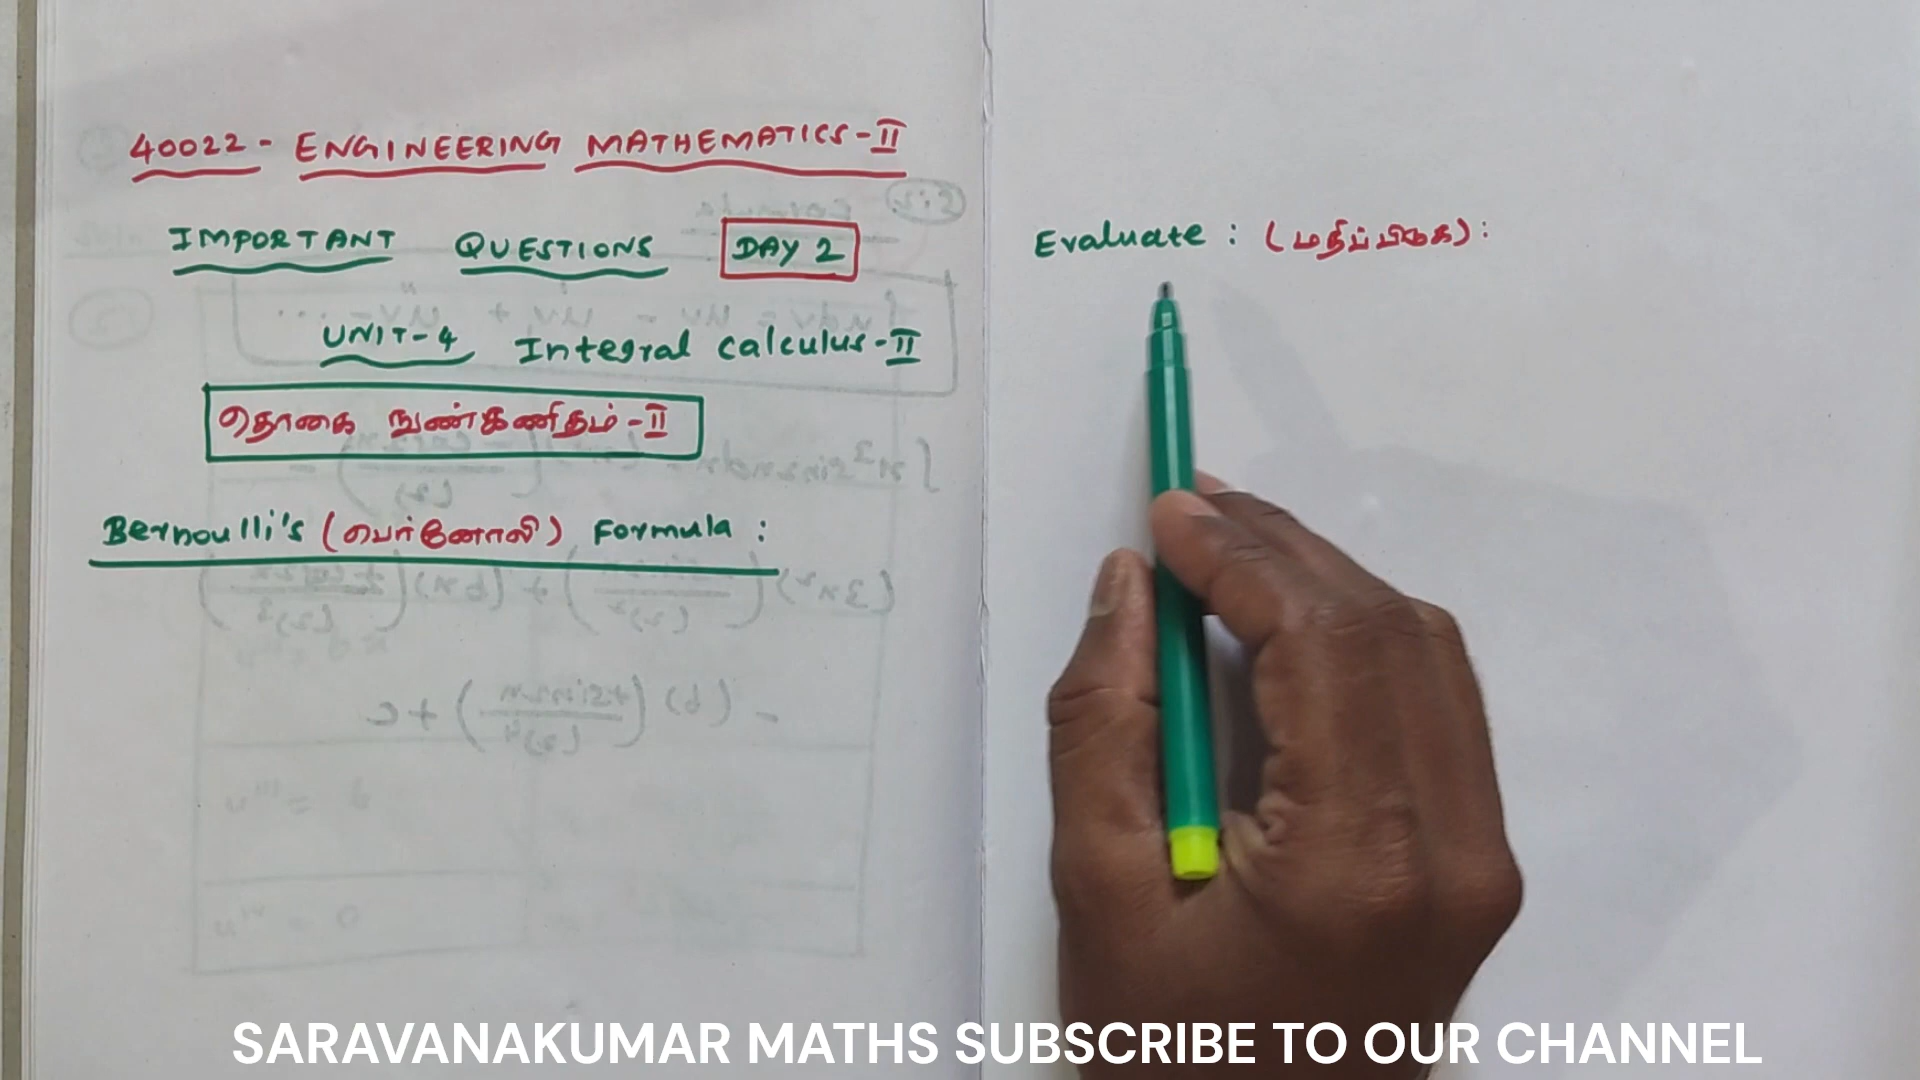 40022 - ENGINEERING MATHEMATICS - II
IMPORTANT QUESTIONS DAY 2
UNIT-4 Integral calculus - II
தொகை நுண்கணிதம் - II
Bernoulli's (பெர்னோலி) Formula :
Evaluate : (மதிப்பிடுக) :
SARAVANAKUMAR MATHS SUBSCRIBE TO OUR CHANNEL